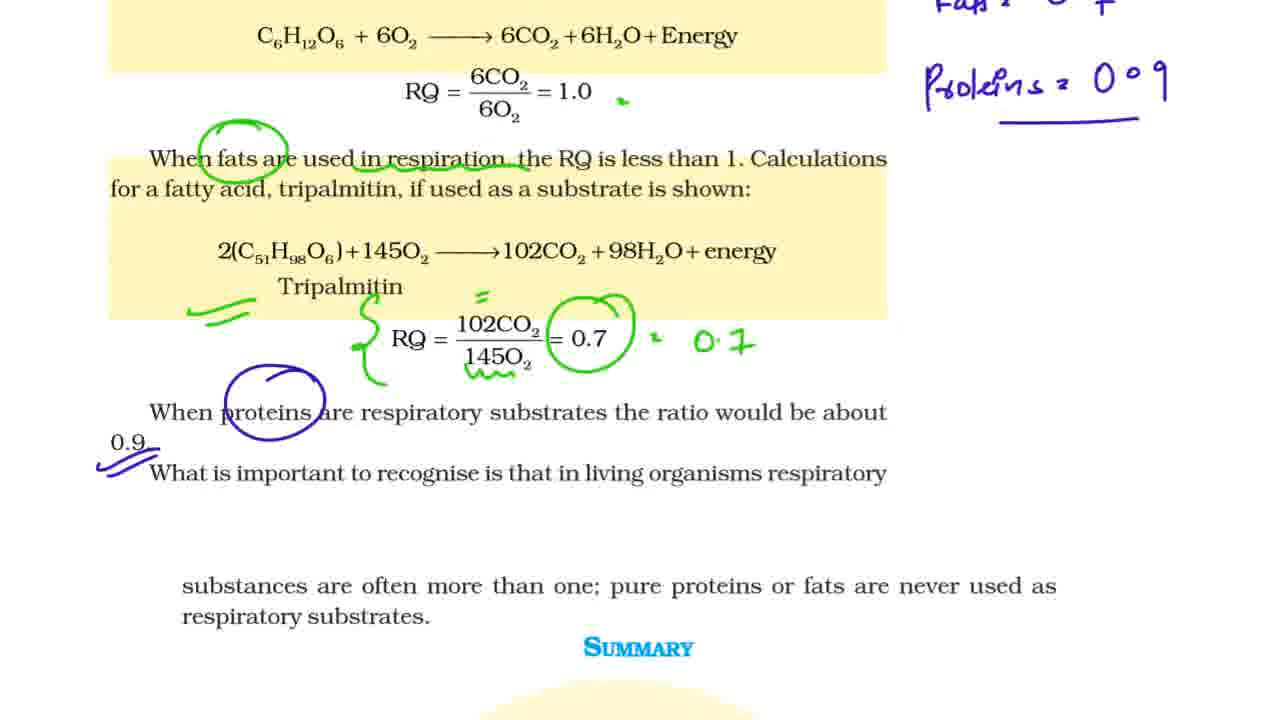 C₆H₁₂O₆ + 6O₂ ⟶ 6CO₂ + 6H₂O + Energy
RQ = 6CO₂ / 6O₂ = 1.0
Proteins = 0.9
When fats are used in respiration, the RQ is less than 1. Calculations
for a fatty acid, tripalmitin, if used as a substrate is shown:
2(C₅₁H₉₈O₆) + 145O₂ ⟶ 102CO₂ + 98H₂O + energy
Tripalmitin
RQ = 102CO₂ / 145O₂ = 0.7 = 0.7
When proteins are respiratory substrates the ratio would be about
0.9.
What is important to recognise is that in living organisms respiratory
substances are often more than one; pure proteins or fats are never used as
respiratory substrates.
SUMMARY